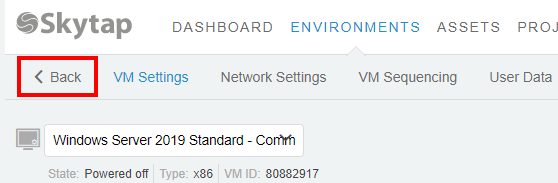 Skytap DASHBOARD ENVIRONMENTS ASSETS PROJ
Back VM Settings Network Settings VM Sequencing User Data
Windows Server 2019 Standard - Comm
State: Powered off Type: x86 VM ID: 80882917